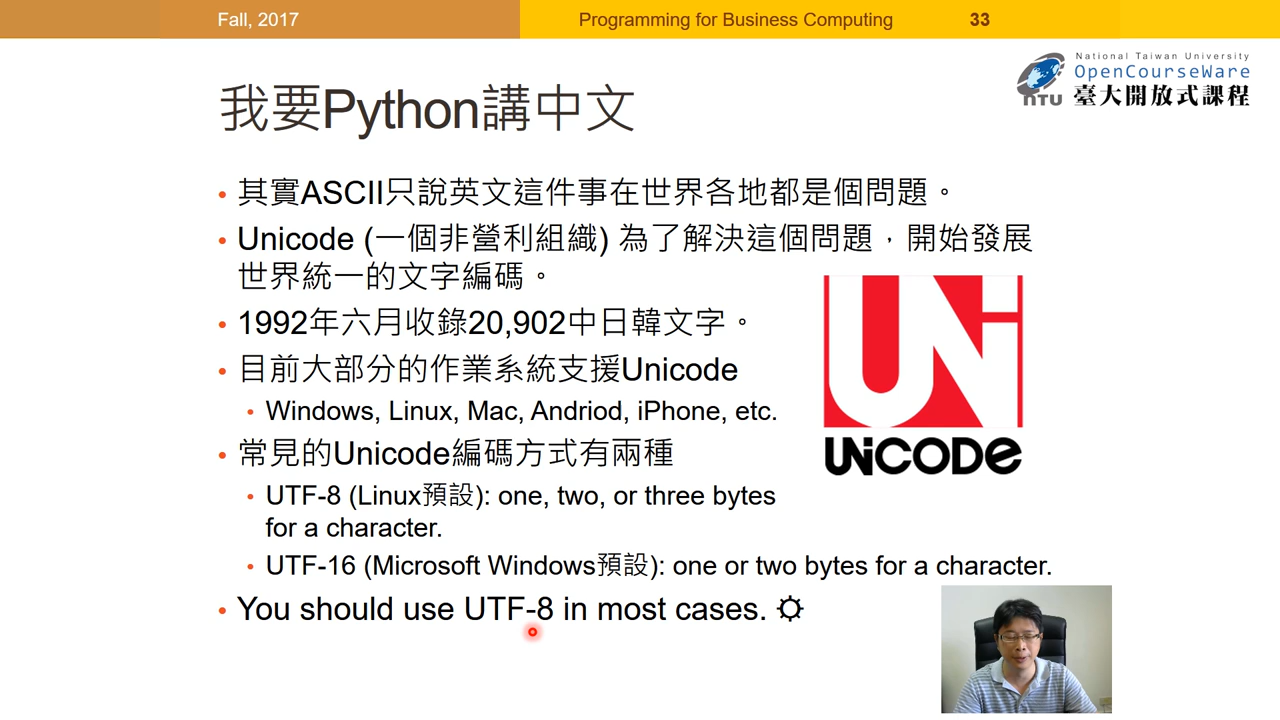 Fall, 2017
Programming for Business Computing
33
National Taiwan University
OpenCourseWare
NTU 臺大開放式課程
我要Python講中文
• 其實ASCII只說英文這件事在世界各地都是個問題。
• Unicode (一個非營利組織) 為了解決這個問題，開始發展
世界統一的文字編碼。
• 1992年六月收錄20,902中日韓文字。
• 目前大部分的作業系統支援Unicode
• Windows, Linux, Mac, Andriod, iPhone, etc.
• 常見的Unicode編碼方式有兩種
• UTF-8 (Linux預設): one, two, or three bytes
for a character.
• UTF-16 (Microsoft Windows預設): one or two bytes for a character.
• You should use UTF-8 in most cases. ☼
UNi
UNiCODe